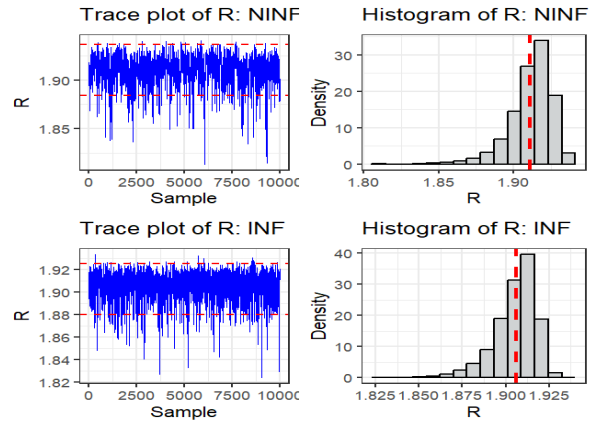 Trace plot of R: NINF
R
1.90
1.85
0 2500 5000 7500 10000
Sample
Histogram of R: NINF
Density
30
20
10
0
1.80 1.85 1.90
R
Trace plot of R: INF
R
1.92
1.90
1.88
1.86
1.84
1.82
0 2500 5000 7500 10000
Sample
Histogram of R: INF
Density
40
30
20
10
0
1.825 1.850 1.875 1.900 1.925
R